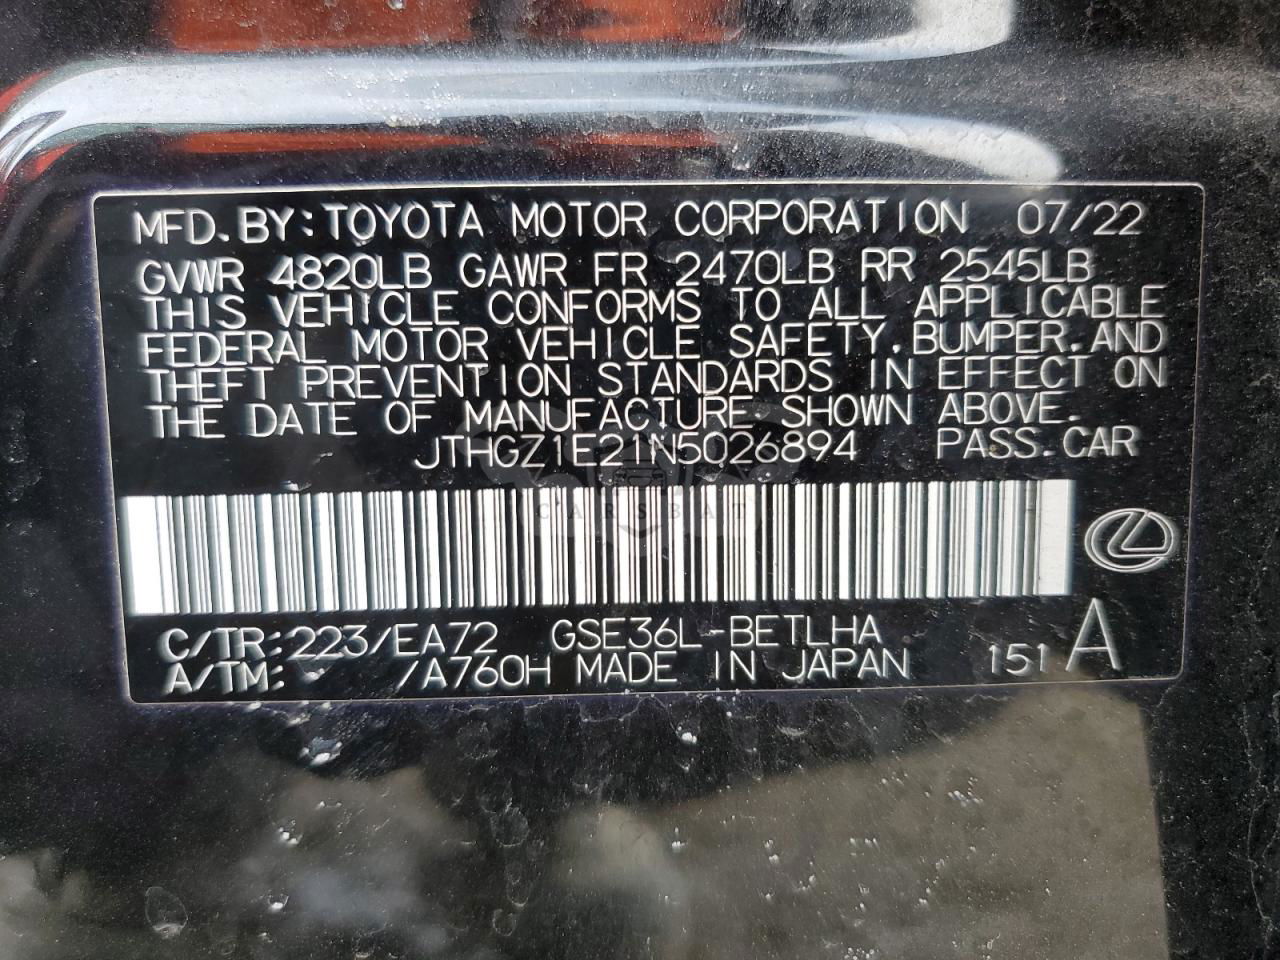 MFD. BY: TOYOTA MOTOR CORPORATION 07/22
GVWR 4820LB GAWR FR 2470LB RR 2545LB
THIS VEHICLE CONFORMS TO ALL APPLICABLE
FEDERAL MOTOR VEHICLE SAFETY, BUMPER, AND
THEFT PREVENTION STANDARDS IN EFFECT ON
THE DATE OF MANUFACTURE SHOWN ABOVE.
JTHGZ1E21N5026894 PASS. CAR
CARSBAT
C/TR: 223/EA72 GSE36L-BETLHA
A/TM: - /A760H MADE IN JAPAN 151 A